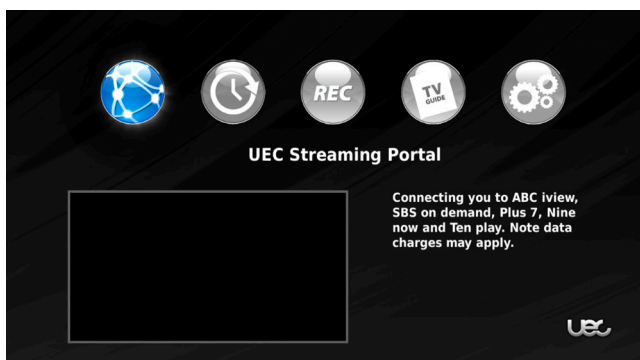 REC
TV
GUIDE
UEC Streaming Portal
Connecting you to ABC iview,
SBS on demand, Plus 7, Nine
now and Ten play. Note data
charges may apply.
UEC